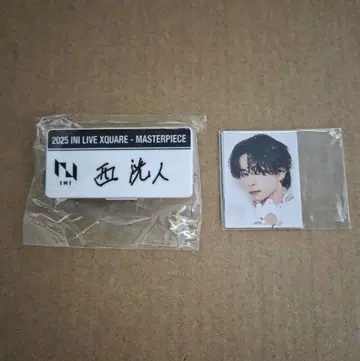 2025 INI LIVE XQUARE - MASTERPIECE
INI
西 洸人